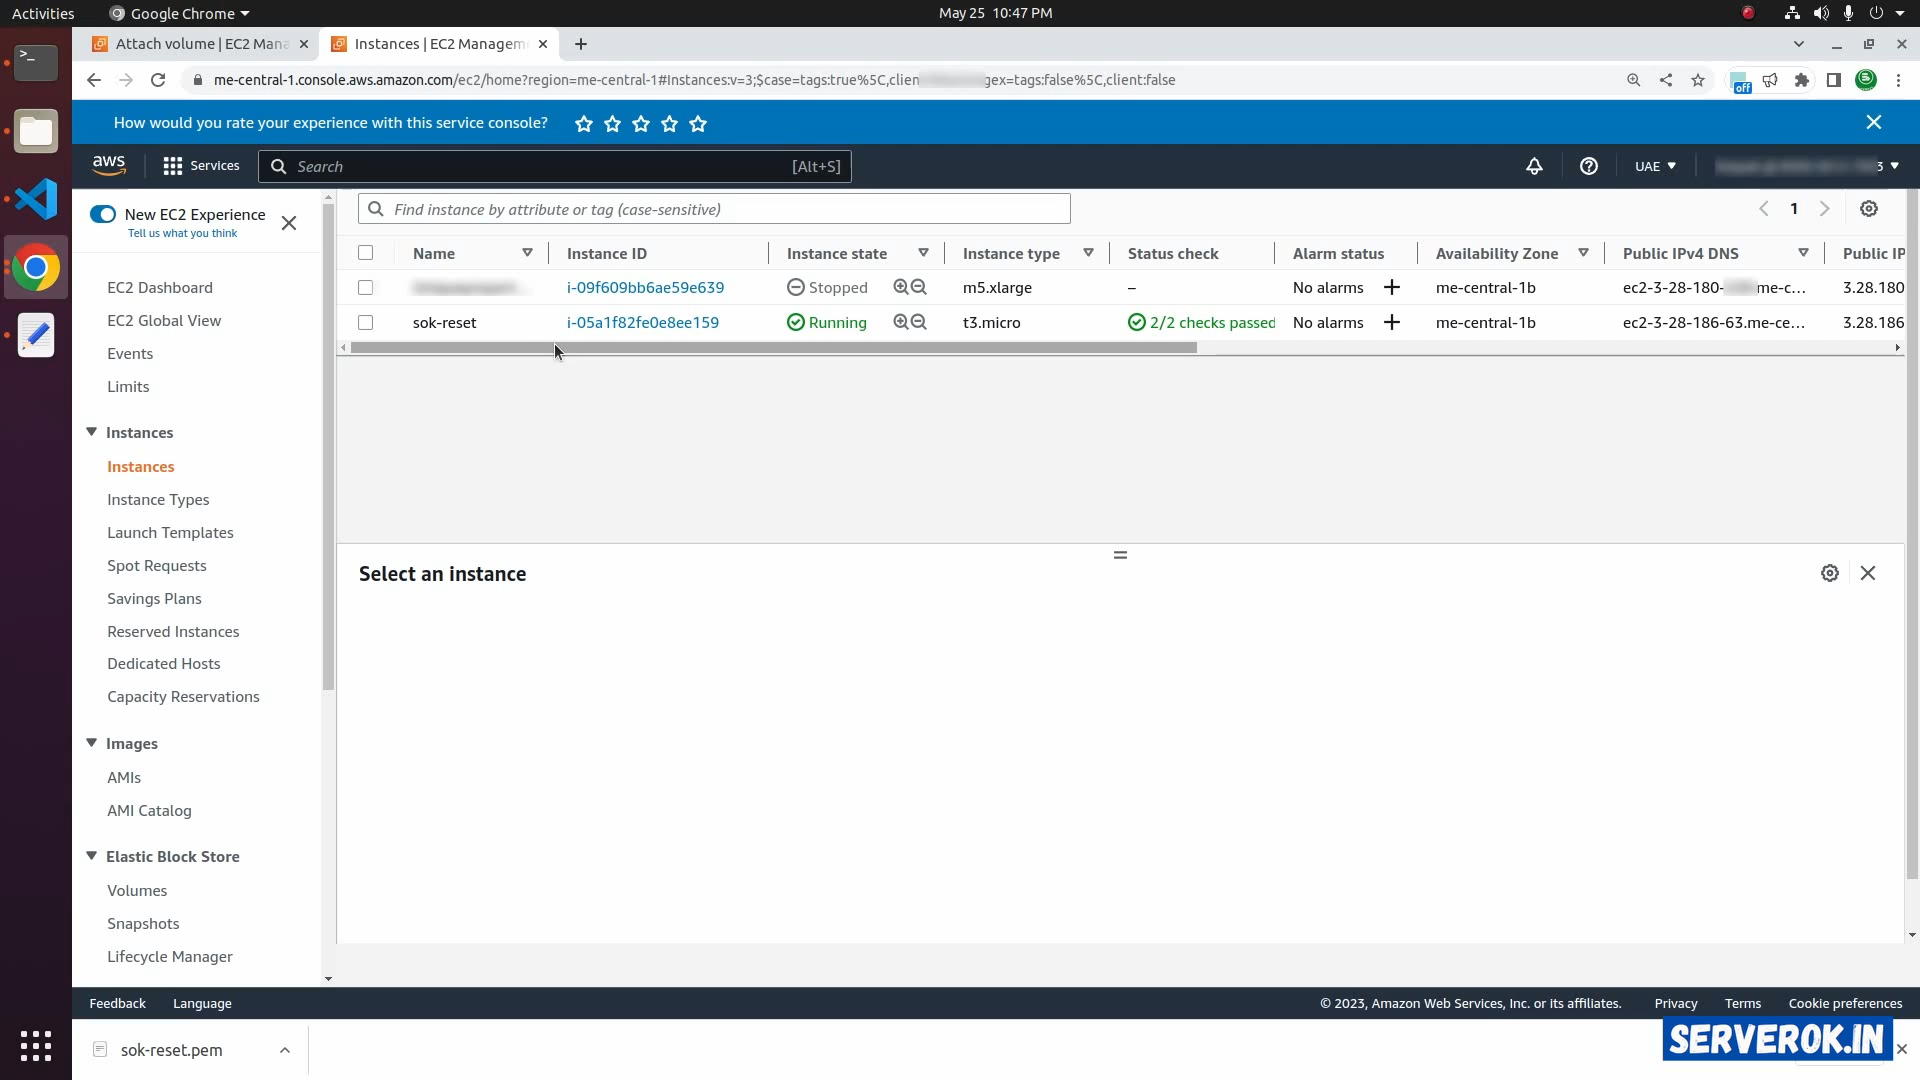 Activities
Google Chrome
May 25 10:47 PM
Attach volume | EC2 Mana
Instances | EC2 Managem
me-central-1.console.aws.amazon.com/ec2/home?region=me-central-1#Instances:v=3;$case=tags:true%5C,clien
gex=tags:false%5C,client:false
off
How would you rate your experience with this service console?
aws
Services
Search
[Alt+S]
UAE
New EC2 Experience
Tell us what you think
EC2 Dashboard
EC2 Global View
Events
Limits
Instances
Instances
Instance Types
Launch Templates
Spot Requests
Savings Plans
Reserved Instances
Dedicated Hosts
Capacity Reservations
Images
AMIs
AMI Catalog
Elastic Block Store
Volumes
Snapshots
Lifecycle Manager
Find instance by attribute or tag (case-sensitive)
1
Name Instance ID Instance state Instance type Status check Alarm status Availability Zone Public IPv4 DNS Public IP
i-09f609bb6ae59e639 Stopped m5.xlarge – No alarms + me-central-1b ec2-3-28-180- me-c... 3.28.180
sok-reset i-05a1f82fe0e8ee159 Running t3.micro 2/2 checks passed No alarms + me-central-1b ec2-3-28-186-63.me-ce... 3.28.186
Select an instance
Feedback
Language
© 2023, Amazon Web Services, Inc. or its affiliates.
Privacy
Terms
Cookie preferences
sok-reset.pem
SERVEROK.IN